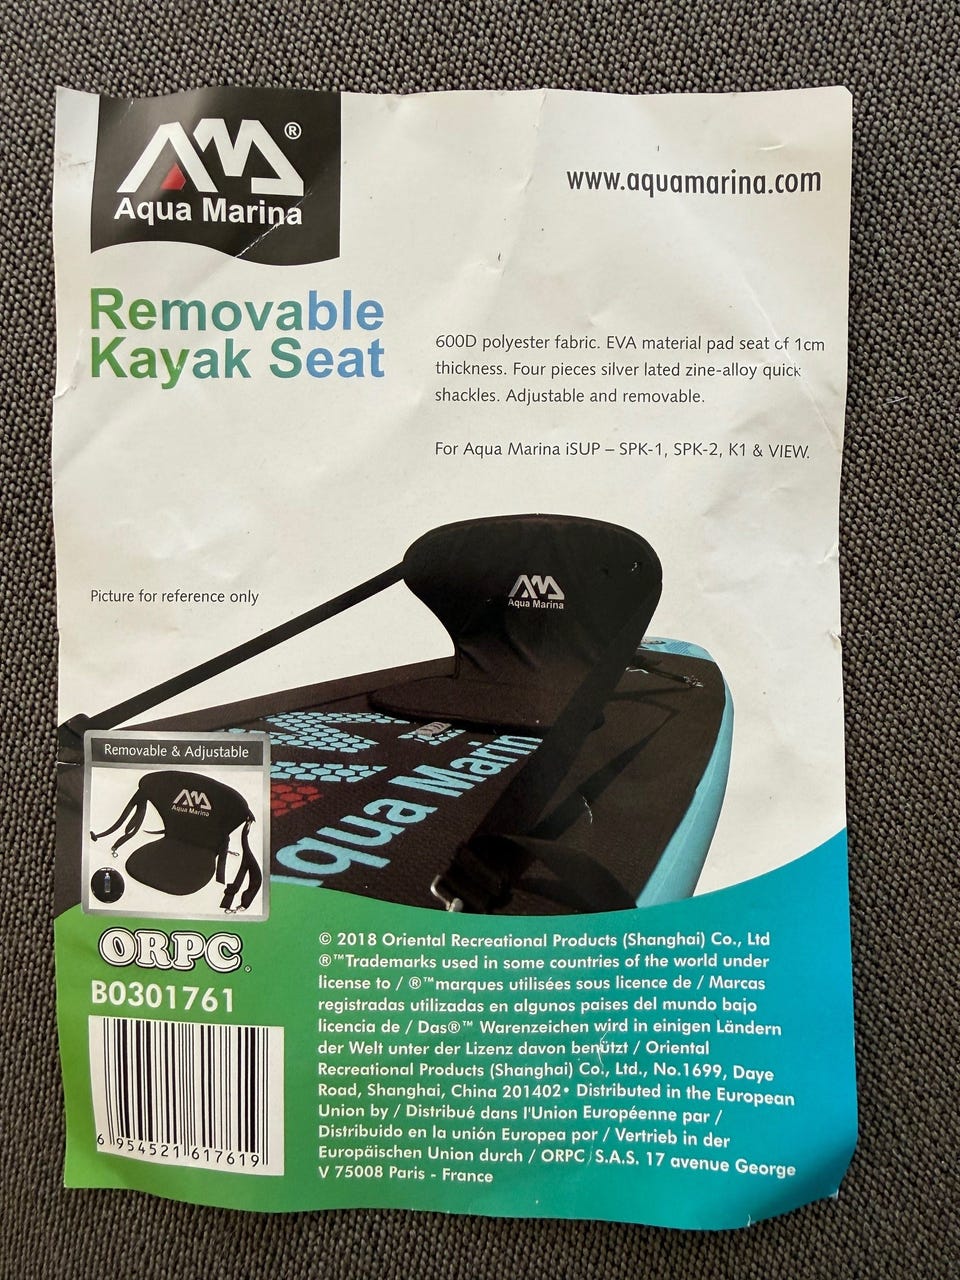 AM®
Aqua Marina
www.aquamarina.com
Removable
Kayak Seat
600D polyester fabric. EVA material pad seat of 1cm
thickness. Four pieces silver lated zine-alloy quick
shackles. Adjustable and removable.
For Aqua Marina iSUP – SPK-1, SPK-2, K1 & VIEW.
Picture for reference only
AM
Aqua Marina
Aqua Marin
Removable & Adjustable
AM
Aqua Marina
ORPC
B0301761
6 954521 617619
© 2018 Oriental Recreational Products (Shanghai) Co., Ltd
®™Trademarks used in some countries of the world under
license to / ®™marques utilisées sous licence de / Marcas
registradas utilizadas en algunos paises del mundo bajo
licencia de / Das®™ Warenzeichen wird in einigen Ländern
der Welt unter der Lizenz davon benützt / Oriental
Recreational Products (Shanghai) Co., Ltd., No.1699, Daye
Road, Shanghai, China 201402• Distributed in the European
Union by / Distribué dans l'Union Européenne par /
Distribuido en la unión Europea por / Vertrieb in der
Europäischen Union durch / ORPC S.A.S. 17 avenue George
V 75008 Paris - France